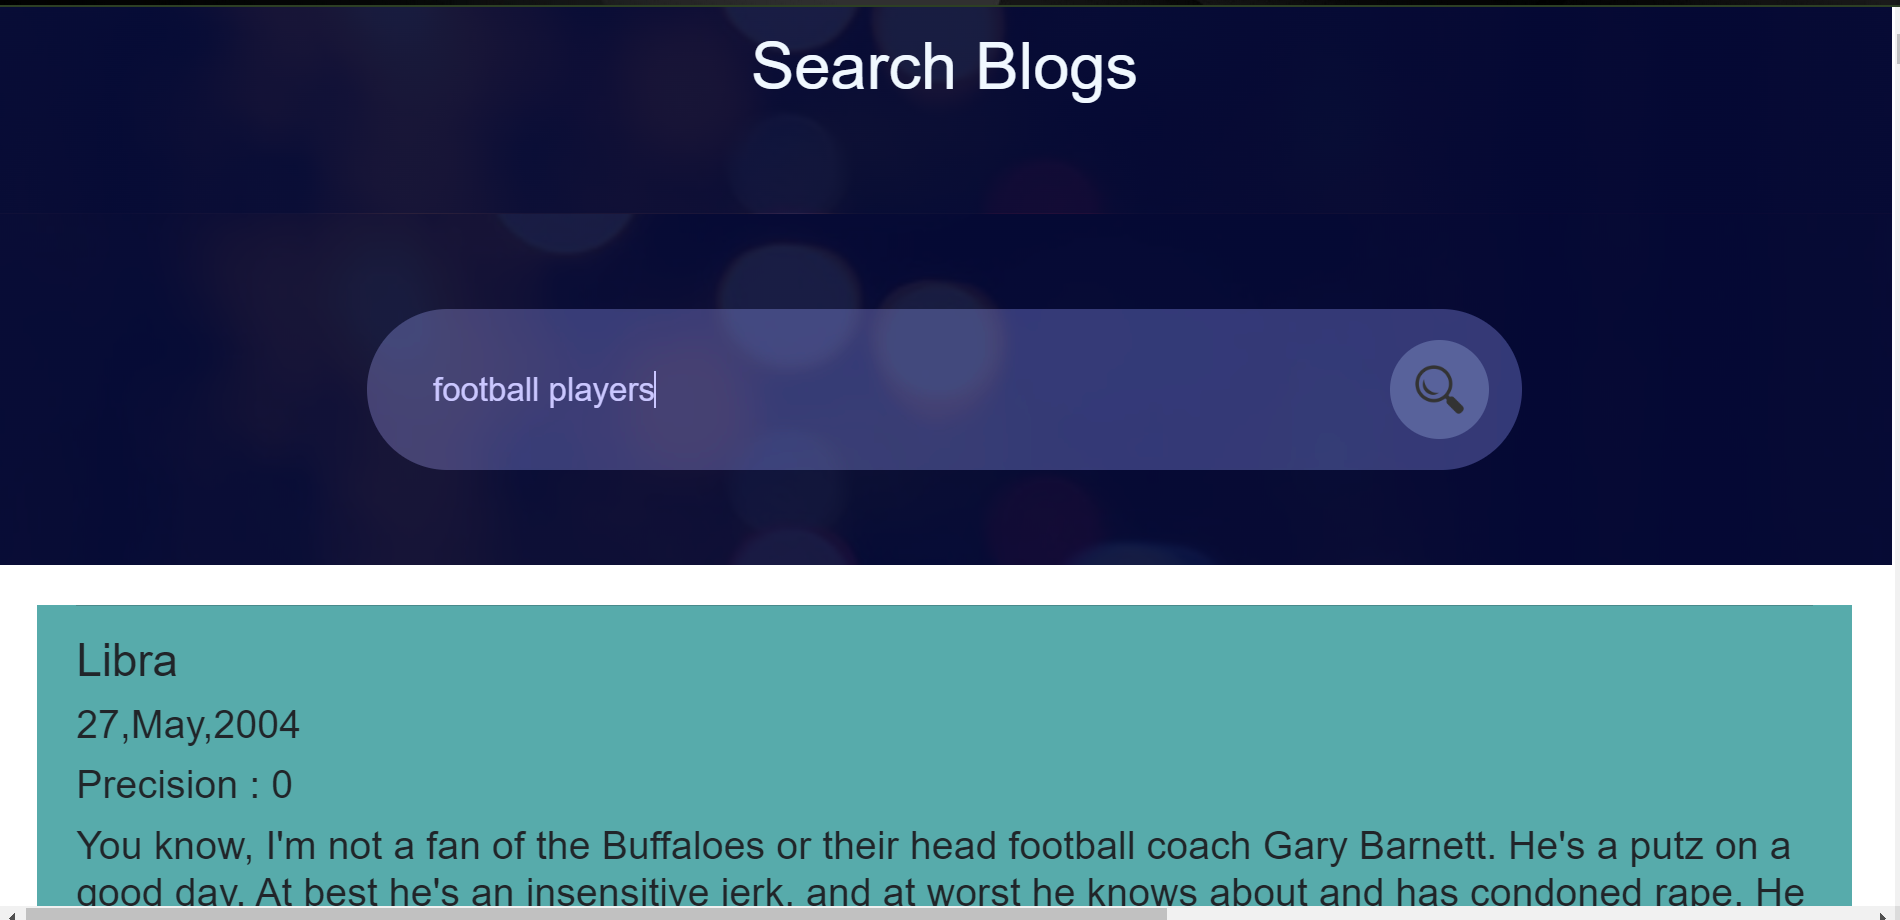 Search Blogs
football players
Libra
27,May,2004
Precision : 0
You know, I'm not a fan of the Buffaloes or their head football coach Gary Barnett. He's a putz on a
good day. At best he's an insensitive jerk, and at worst he knows about and has condoned rape. He